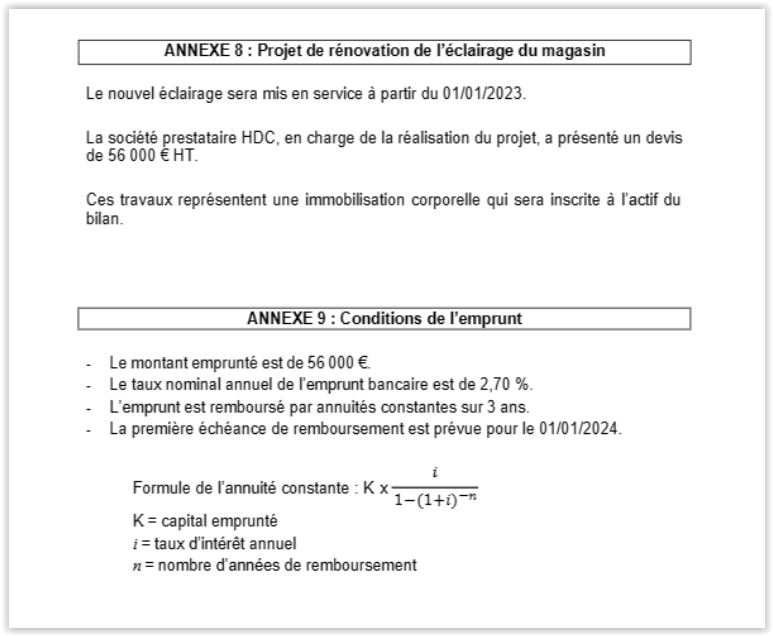 ANNEXE 8 : Projet de rénovation de l'éclairage du magasin
Le nouvel éclairage sera mis en service à partir du 01/01/2023.
La société prestataire HDC, en charge de la réalisation du projet, a présenté un devis
de 56 000 € HT.
Ces travaux représentent une immobilisation corporelle qui sera inscrite à l'actif du
bilan.
ANNEXE 9 : Conditions de l'emprunt
- Le montant emprunté est de 56 000 €.
- Le taux nominal annuel de l'emprunt bancaire est de 2,70 %.
- L'emprunt est remboursé par annuités constantes sur 3 ans.
- La première échéance de remboursement est prévue pour le 01/01/2024.
Formule de l'annuité constante : K x i / 1−(1+i)^−n
K = capital emprunté
i = taux d'intérêt annuel
n = nombre d'années de remboursement